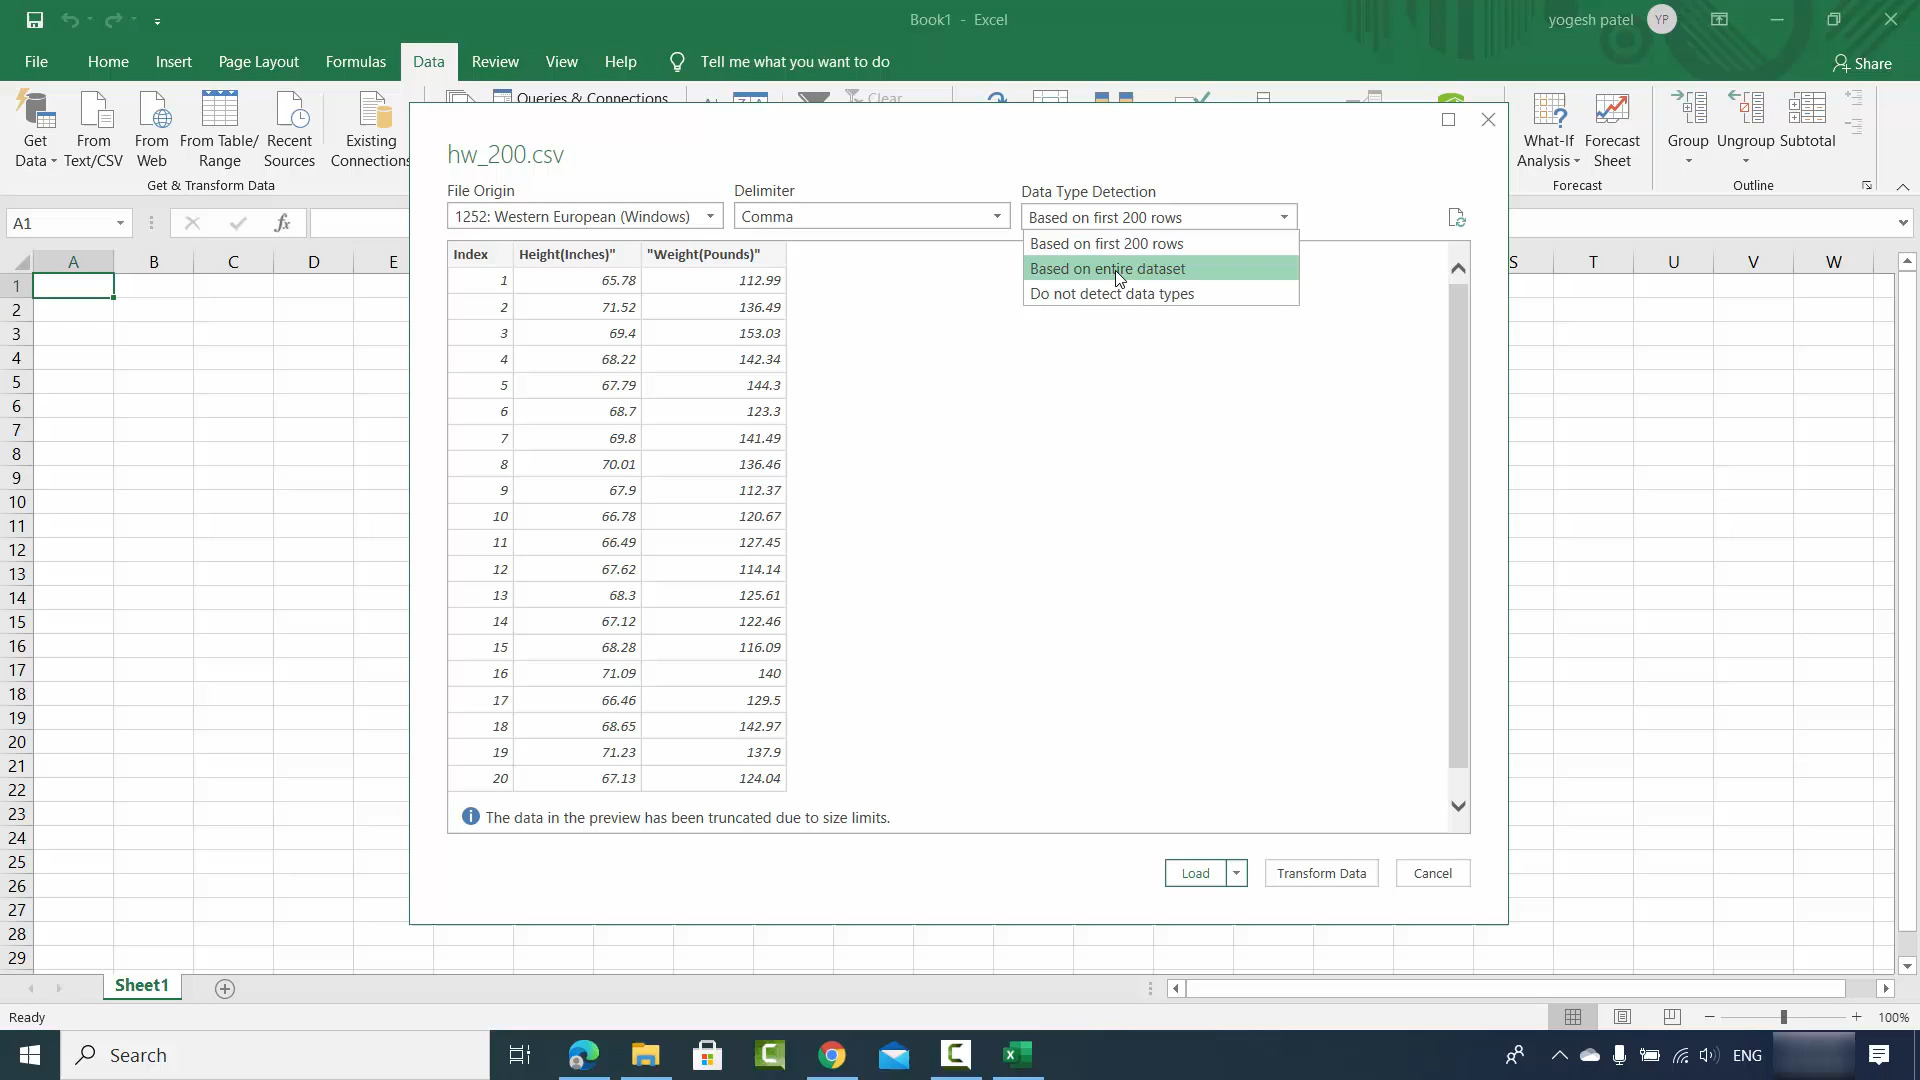 Book1 - Excel
yogesh patel YP
File Home Insert Page Layout Formulas Data Review View Help Tell me what you want to do
Share
Queries & Connections
Clear
Get Data
From Text/CSV
From Web
From Table/ Range
Recent Sources
Existing Connections
What-If Analysis
Forecast Sheet
Group
Ungroup
Subtotal
Get & Transform Data
Forecast
Outline
A1
fx
A B C D E S T U V W
1
2
3
4
5
6
7
8
9
10
11
12
13
14
15
16
17
18
19
20
21
22
23
24
25
26
27
28
29
hw_200.csv
File Origin
1252: Western European (Windows)
Delimiter
Comma
Data Type Detection
Based on first 200 rows
Based on first 200 rows
Based on entire dataset
Do not detect data types
Index Height(Inches)" "Weight(Pounds)"
1 65.78 112.99
2 71.52 136.49
3 69.4 153.03
4 68.22 142.34
5 67.79 144.3
6 68.7 123.3
7 69.8 141.49
8 70.01 136.46
9 67.9 112.37
10 66.78 120.67
11 66.49 127.45
12 67.62 114.14
13 68.3 125.61
14 67.12 122.46
15 68.28 116.09
16 71.09 140
17 66.46 129.5
18 68.65 142.97
19 71.23 137.9
20 67.13 124.04
The data in the preview has been truncated due to size limits.
Load
Transform Data
Cancel
Sheet1
Ready
100%
Search
ENG